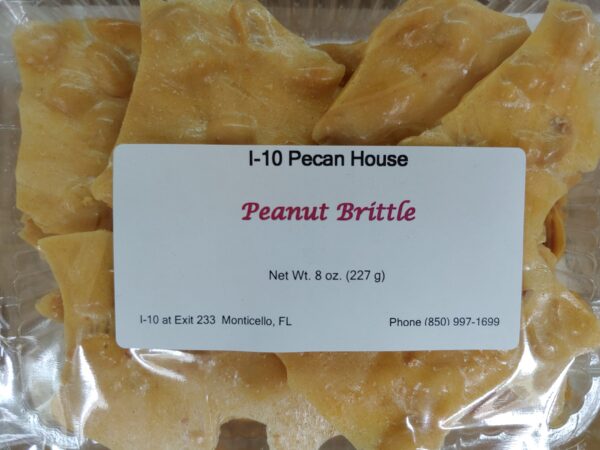 I-10 Pecan House
Peanut Brittle
Net Wt. 8 oz. (227 g)
I-10 at Exit 233 Monticello, FL Phone (850) 997-1699